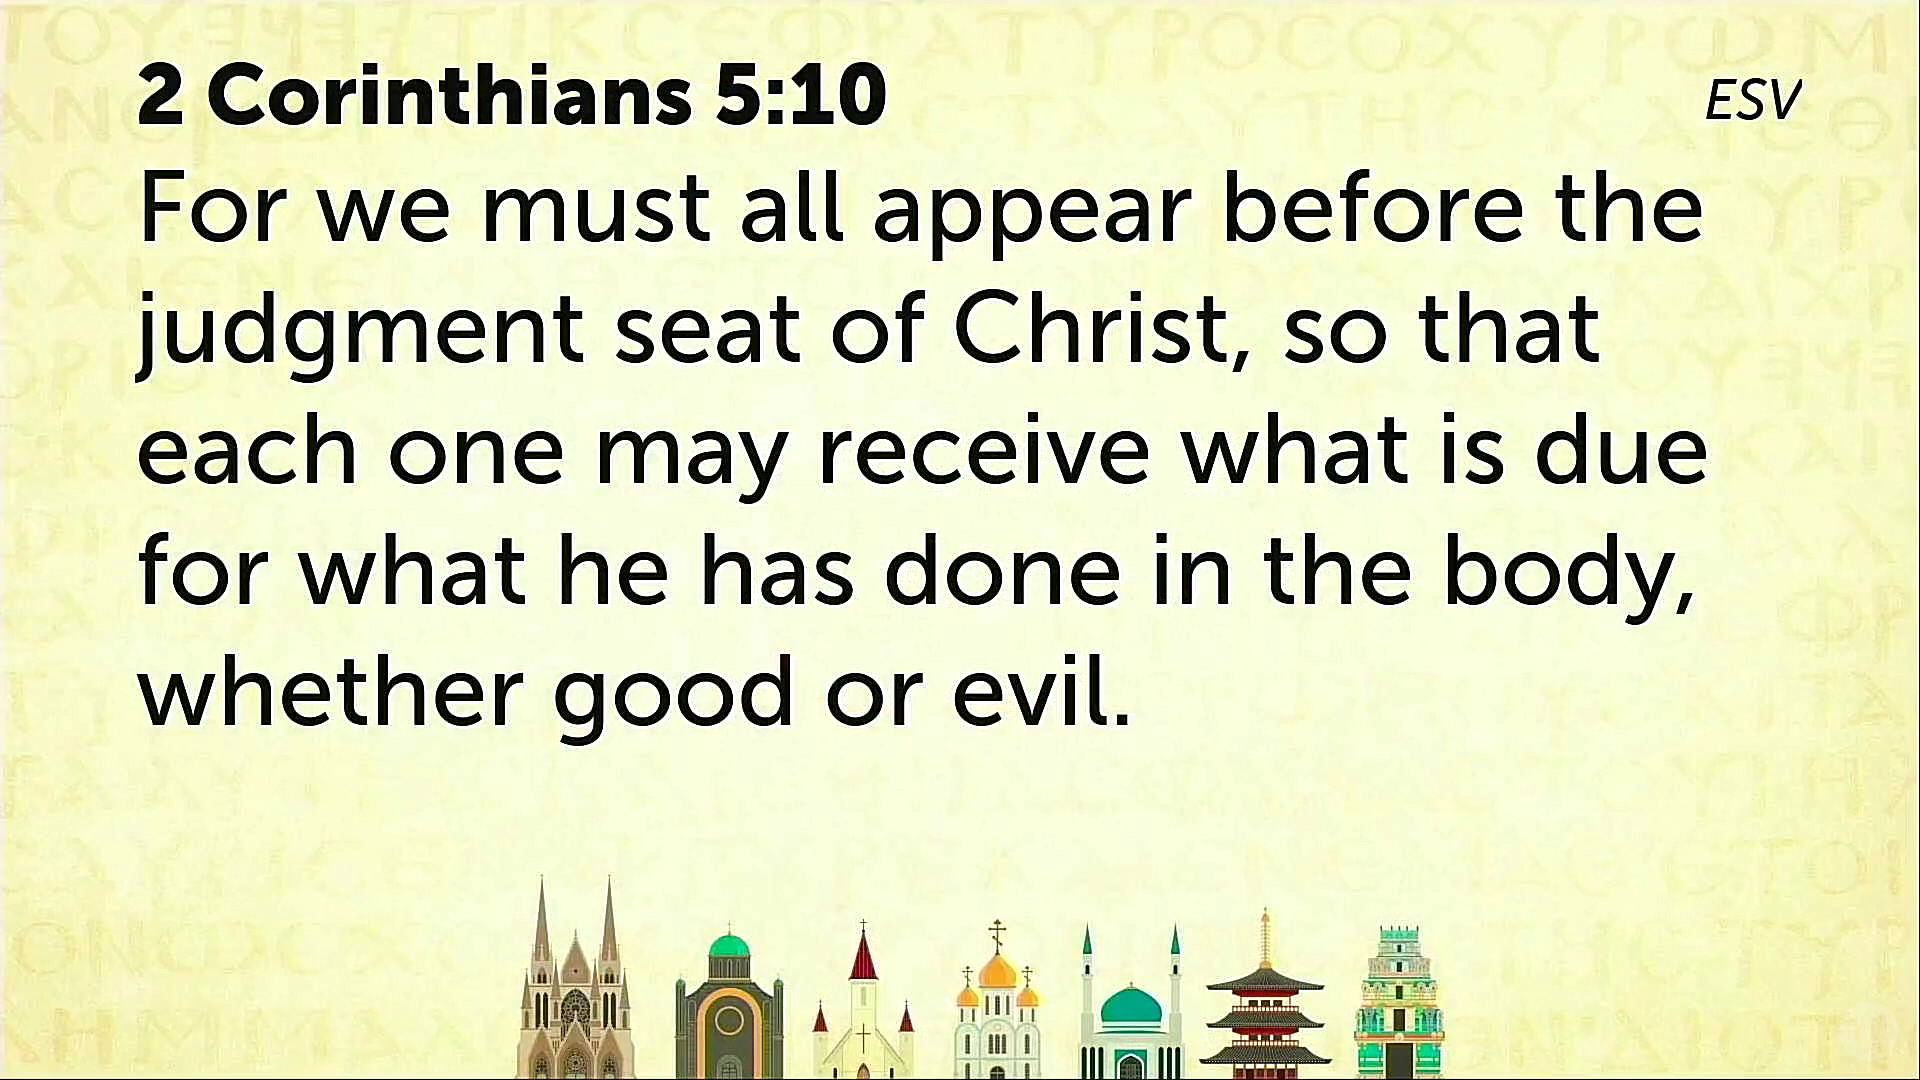 2 Corinthians 5:10
ESV
For we must all appear before the
judgment seat of Christ, so that
each one may receive what is due
for what he has done in the body,
whether good or evil.